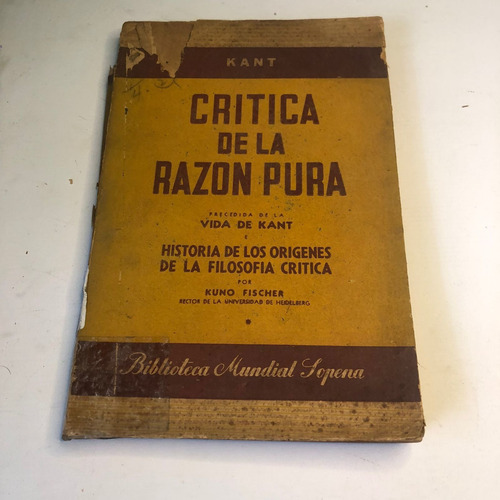 KANT
CRITICA
DE LA
RAZON PURA
PRECEDIDA DE LA
VIDA DE KANT
E
HISTORIA DE LOS ORIGENES
DE LA FILOSOFIA CRITICA
POR
KUNO FISCHER
RECTOR DE LA UNIVERSIDAD DE HEIDELBERG
Biblioteca Mundial Sopena